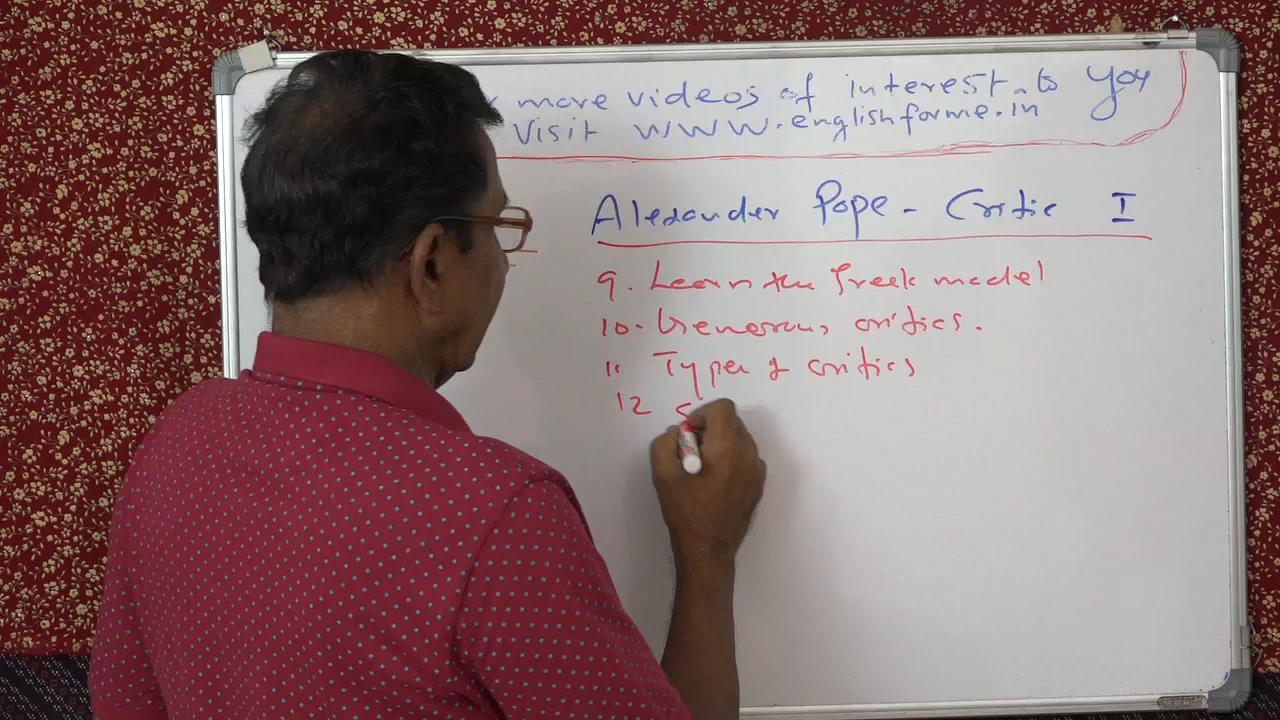 more videos of interest to you
Visit www.englishforme.in
Alexander Pope - Critic I
9. Learn the Greek model
10. Generous critics.
11 Types of critics
12 S